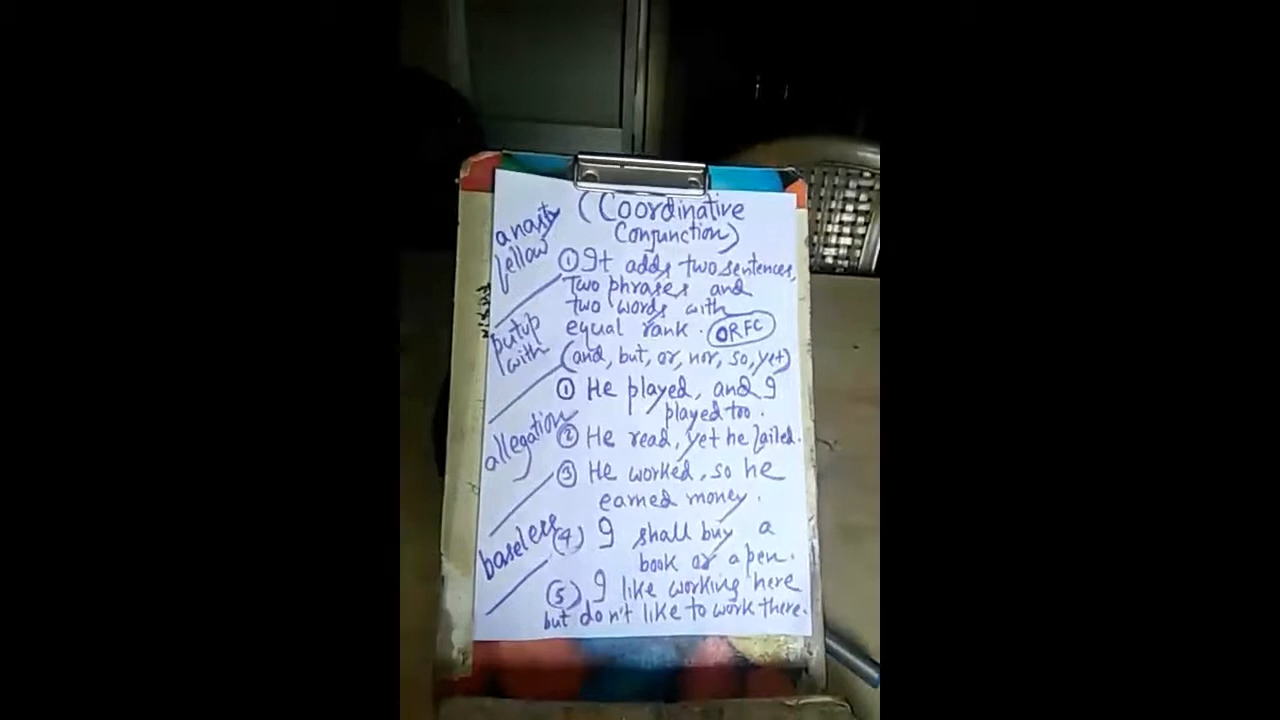 (Coordinative
Conjunction)
① It adds two sentences,
Two phrases and
two words with
equal rank. ORFC
(and, but, or, nor, so, yet)
① He played, and I
played too.
② He read, yet he failed.
③ He worked, so he
earned money.
(4) I shall buy a
book or a pen.
(5) I like working here
but don't like to work there.
a nasty
fellow
put up
with
allegation
baseless